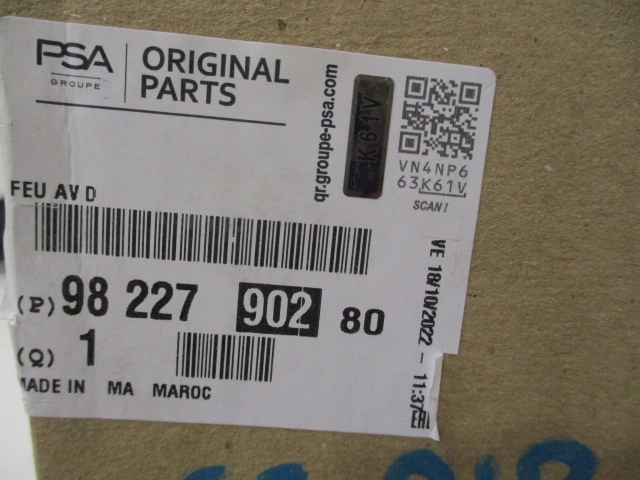 PSA
GROUPE
ORIGINAL
PARTS
qr.groupe-psa.com
K61V
VN4NP6
63K61V
SCAN!
FEU AV D
(P) 98 227 902 80
(Q) 1
MADE IN MA MAROC
VE 18/10/2022 - 11:37